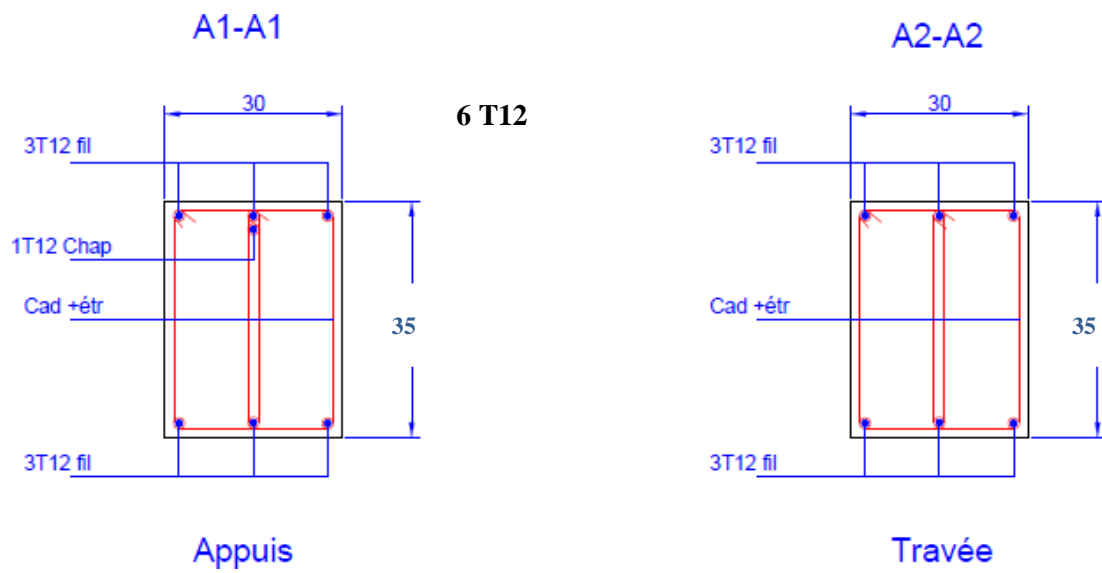 A1-A1
30
6 T12
3T12 fil
1T12 Chap
Cad +étr
35
3T12 fil
Appuis
A2-A2
30
3T12 fil
Cad +étr
35
3T12 fil
Travée